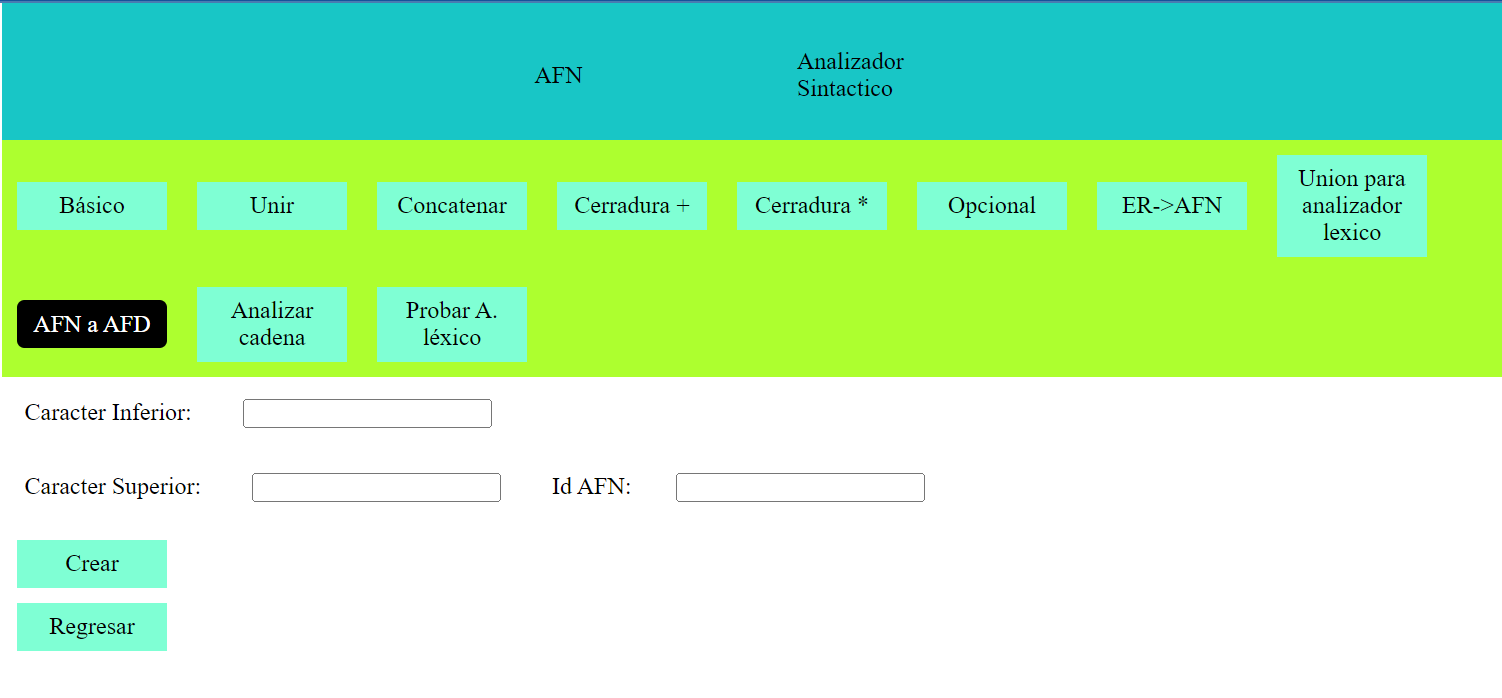 AFN
Analizador
Sintactico
Básico
Unir
Concatenar
Cerradura +
Cerradura *
Opcional
ER->AFN
Union para
analizador
lexico
AFN a AFD
Analizar
cadena
Probar A.
léxico
Caracter Inferior:
Caracter Superior:
Id AFN:
Crear
Regresar